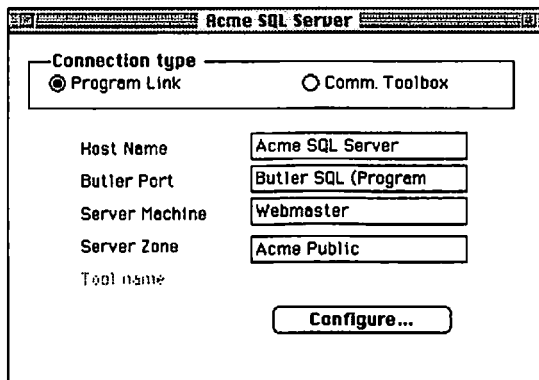 Acme SQL Server
Connection type
Program Link Comm. Toolbox
Host Name Acme SQL Server
Butler Port Butler SQL (Program
Server Machine Webmaster
Server Zone Acme Public
Tool name
Configure...